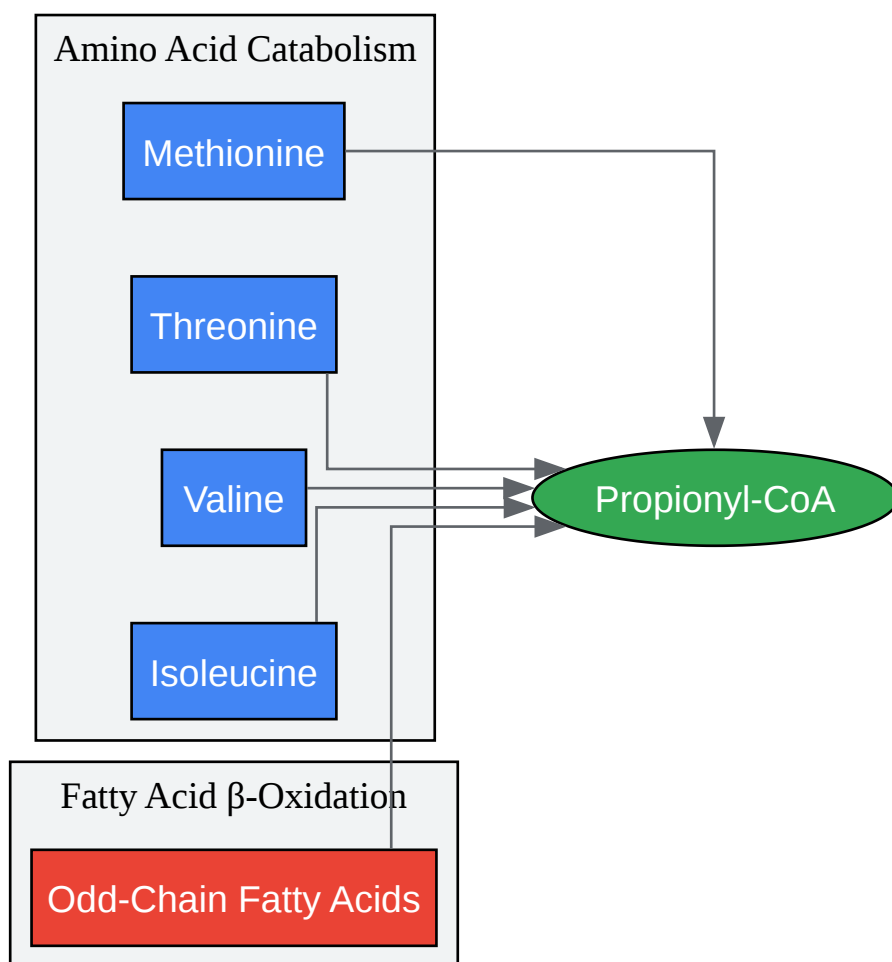 Amino Acid Catabolism
Methionine
Threonine
Valine
Propionyl-CoA
Isoleucine
Fatty Acid β-Oxidation
Odd-Chain Fatty Acids